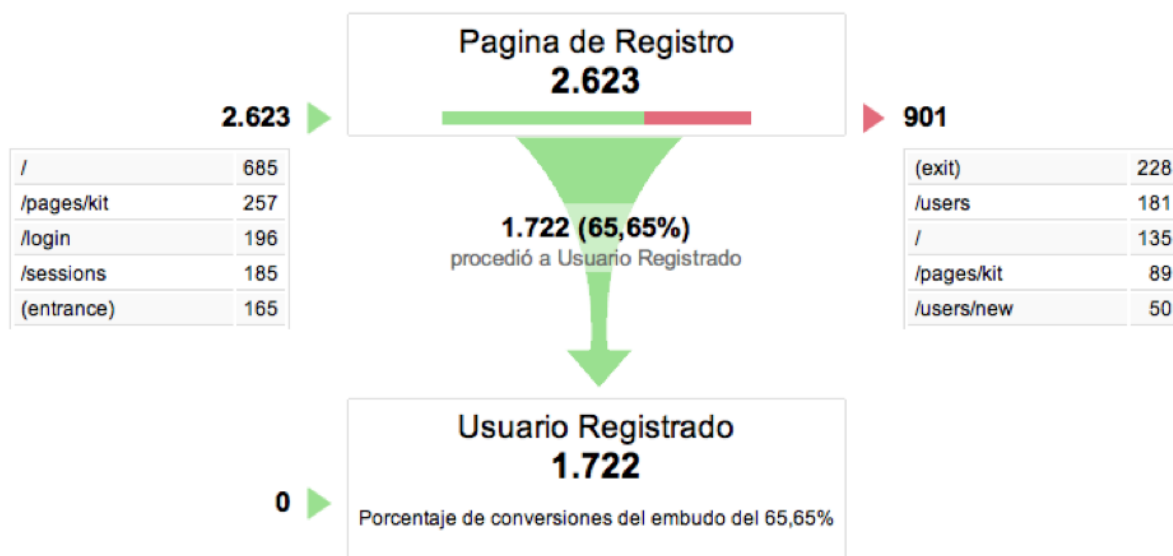 Pagina de Registro
2.623
2.623
901
/ 685
/pages/kit 257
/login 196
/sessions 185
(entrance) 165
(exit) 228
/users 181
/ 135
/pages/kit 89
/users/new 50
1.722 (65,65%)
procedió a Usuario Registrado
Usuario Registrado
1.722
0
Porcentaje de conversiones del embudo del 65,65%